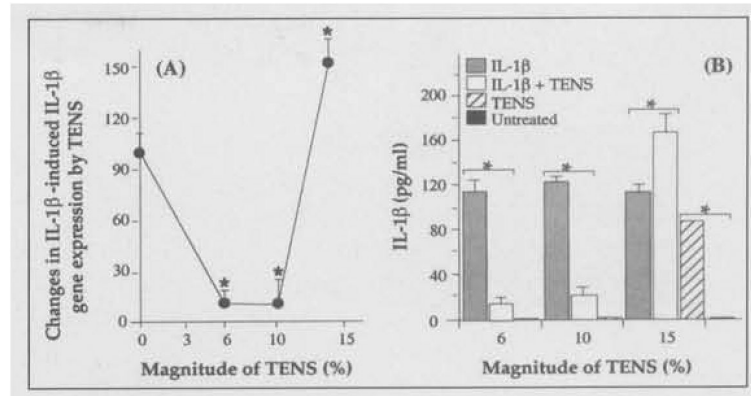 (A)
Changes in IL-1β-induced IL-1β
gene expression by TENS
150
120
90
60
30
0
0 3 6 10 15
Magnitude of TENS (%)
* * *
(B)
IL-1β
IL-1β + TENS
TENS
Untreated
IL-1β (pg/ml)
200
160
120
80
40
0
* * * *
6 10 15
Magnitude of TENS (%)